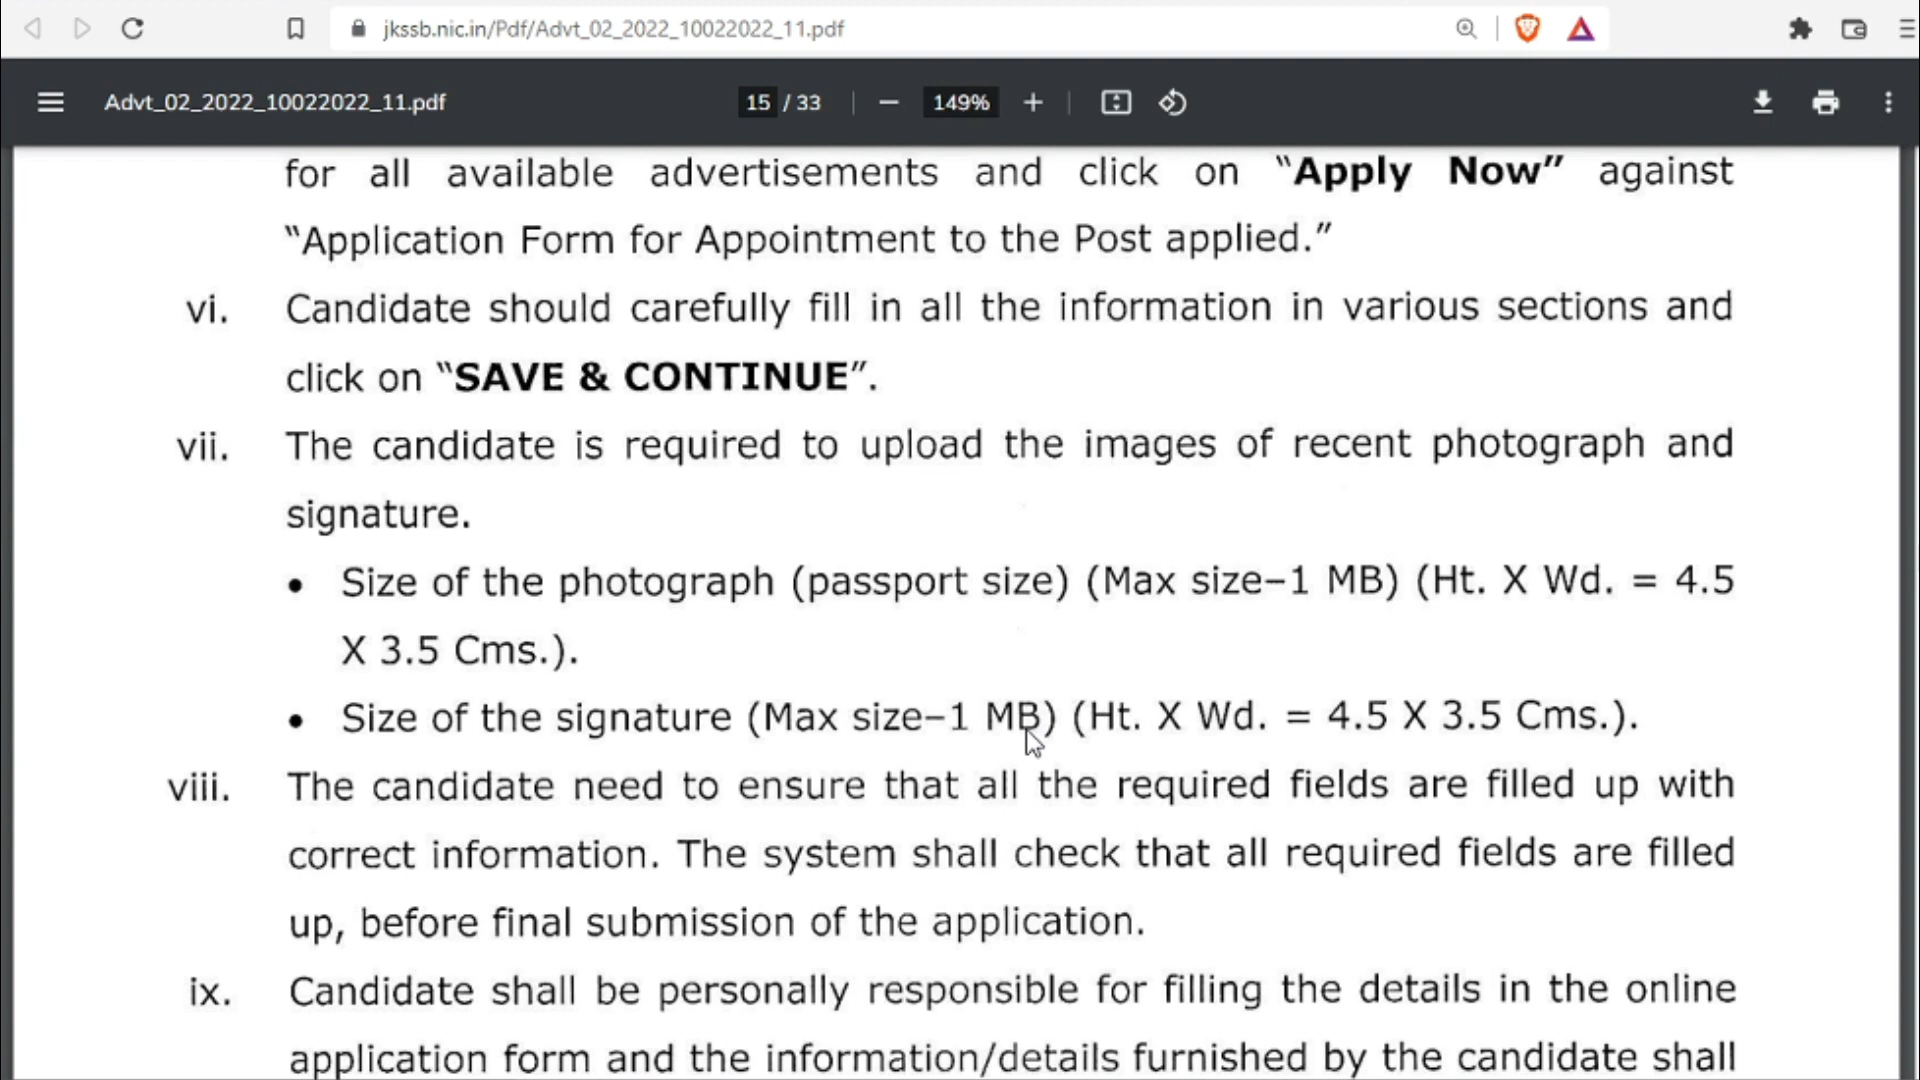 jkssb.nic.in/Pdf/Advt_02_2022_10022022_11.pdf
Advt_02_2022_10022022_11.pdf 15 / 33 149%
for all available advertisements and click on “Apply Now” against
“Application Form for Appointment to the Post applied.”
vi. Candidate should carefully fill in all the information in various sections and
click on “SAVE & CONTINUE”.
vii. The candidate is required to upload the images of recent photograph and
signature.
• Size of the photograph (passport size) (Max size–1 MB) (Ht. X Wd. = 4.5
X 3.5 Cms.).
• Size of the signature (Max size–1 MB) (Ht. X Wd. = 4.5 X 3.5 Cms.).
viii. The candidate need to ensure that all the required fields are filled up with
correct information. The system shall check that all required fields are filled
up, before final submission of the application.
ix. Candidate shall be personally responsible for filling the details in the online
application form and the information/details furnished by the candidate shall